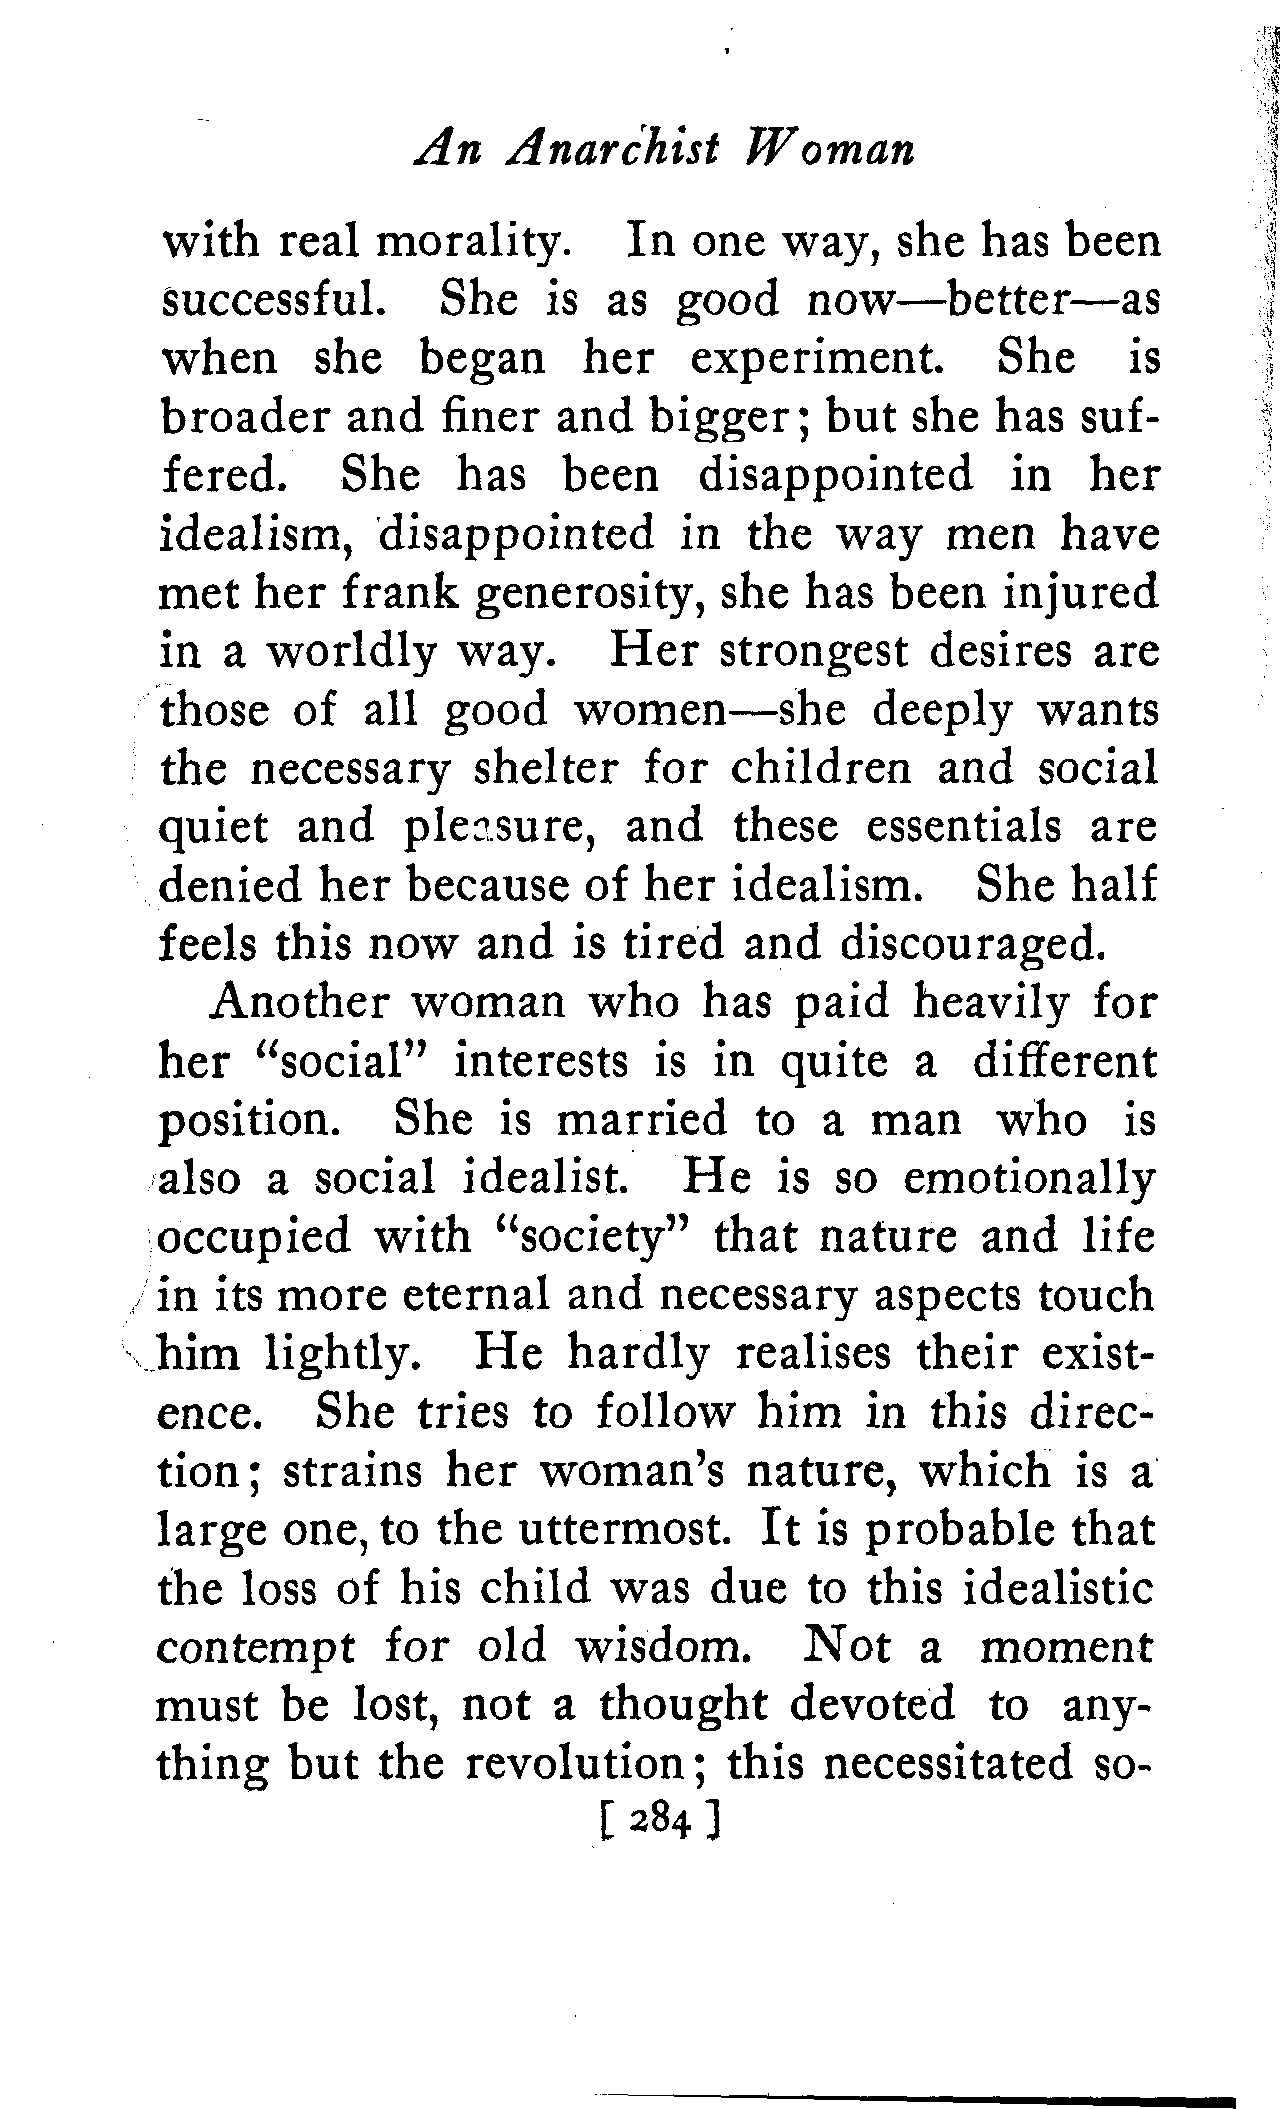 An Anarchist Woman
with real morality. In one way, she has been
successful. She is as good now—better—as
when she began her experiment. She is
broader and finer and bigger; but she has suf-
fered. She has been disappointed in her
idealism, disappointed in the way men have
met her frank generosity, she has been injured
in a worldly way. Her strongest desires are
those of all good women—she deeply wants
the necessary shelter for children and social
quiet and pleasure, and these essentials are
denied her because of her idealism. She half
feels this now and is tired and discouraged.
Another woman who has paid heavily for
her “social” interests is in quite a different
position. She is married to a man who is
also a social idealist. He is so emotionally
occupied with “society” that nature and life
in its more eternal and necessary aspects touch
him lightly. He hardly realises their exist-
ence. She tries to follow him in this direc-
tion; strains her woman's nature, which is a
large one, to the uttermost. It is probable that
the loss of his child was due to this idealistic
contempt for old wisdom. Not a moment
must be lost, not a thought devoted to any-
thing but the revolution; this necessitated so-
[ 284 ]